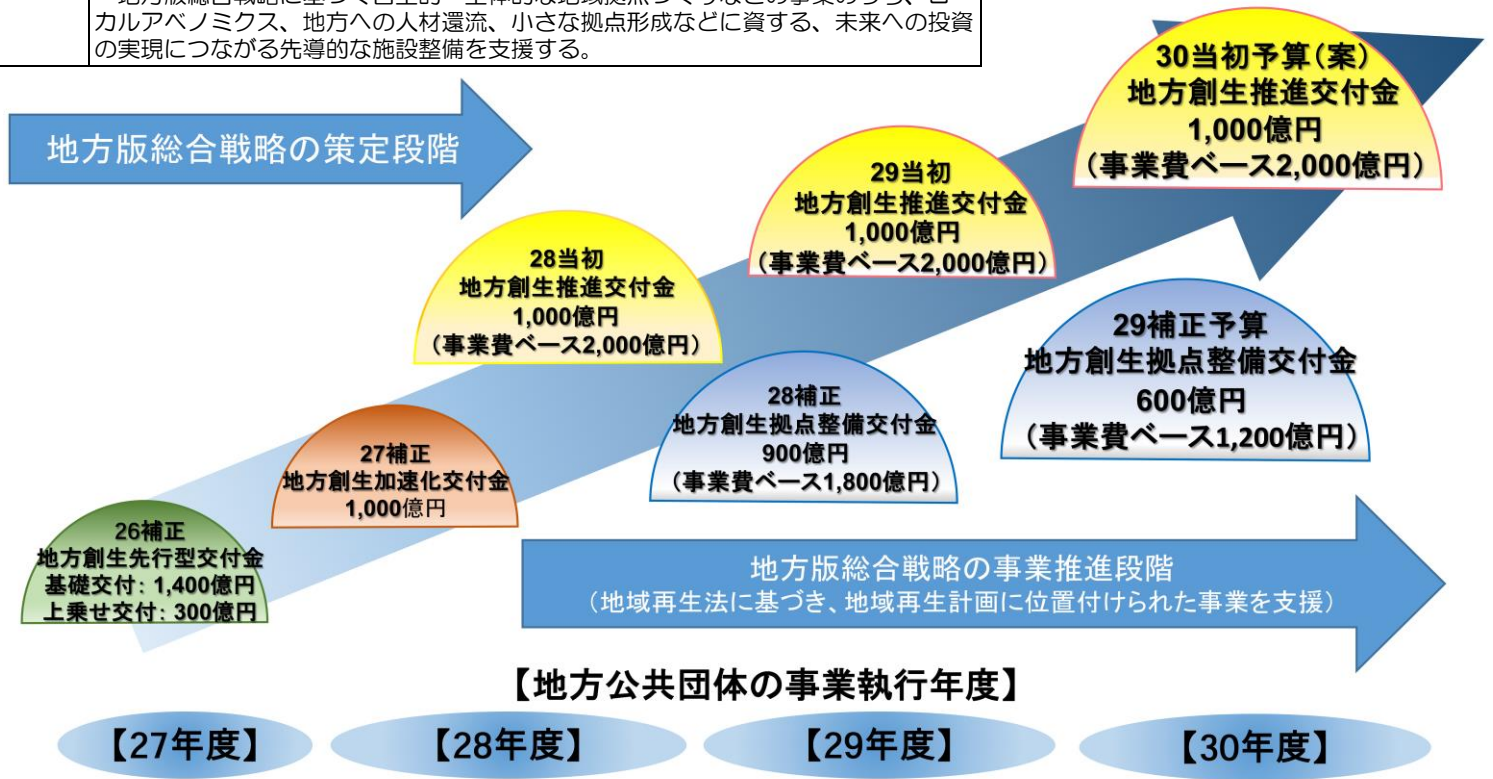 カルアベノミクス、地方への人材還流、小さな拠点形成などに資する、未来への投資
の実現につながる先導的な施設整備を支援する。
地方版総合戦略の策定段階
30当初予算(案)
地方創生推進交付金
1,000億円
(事業費ベース2,000億円)
29当初
地方創生推進交付金
1,000億円
(事業費ベース2,000億円)
28当初
地方創生推進交付金
1,000億円
(事業費ベース2,000億円)
29補正予算
地方創生拠点整備交付金
600億円
(事業費ベース1,200億円)
28補正
地方創生拠点整備交付金
900億円
(事業費ベース1,800億円)
27補正
地方創生加速化交付金
1,000億円
26補正
地方創生先行型交付金
基礎交付: 1,400億円
上乗せ交付: 300億円
地方版総合戦略の事業推進段階
(地域再生法に基づき、地域再生計画に位置付けられた事業を支援)
【地方公共団体の事業執行年度】
【27年度】
【28年度】
【29年度】
【30年度】